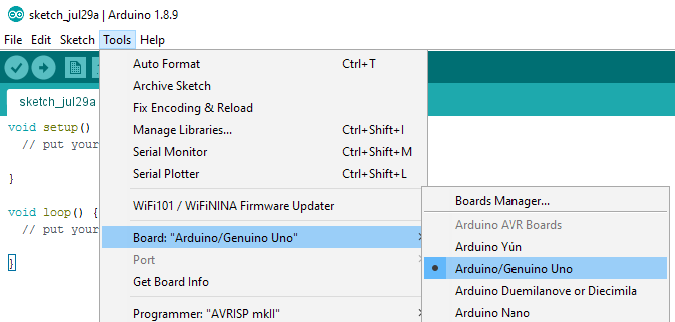 sketch_jul29a | Arduino 1.8.9
File Edit Sketch Tools Help
sketch_jul29a
void setup()
// put your
}
void loop() {
// put your
}
Auto Format Ctrl+T
Archive Sketch
Fix Encoding & Reload
Manage Libraries... Ctrl+Shift+I
Serial Monitor Ctrl+Shift+M
Serial Plotter Ctrl+Shift+L
WiFi101 / WiFiNINA Firmware Updater
Board: "Arduino/Genuino Uno"
Port
Get Board Info
Programmer: "AVRISP mkII"
Boards Manager...
Arduino AVR Boards
Arduino Yún
Arduino/Genuino Uno
Arduino Duemilanove or Diecimila
Arduino Nano